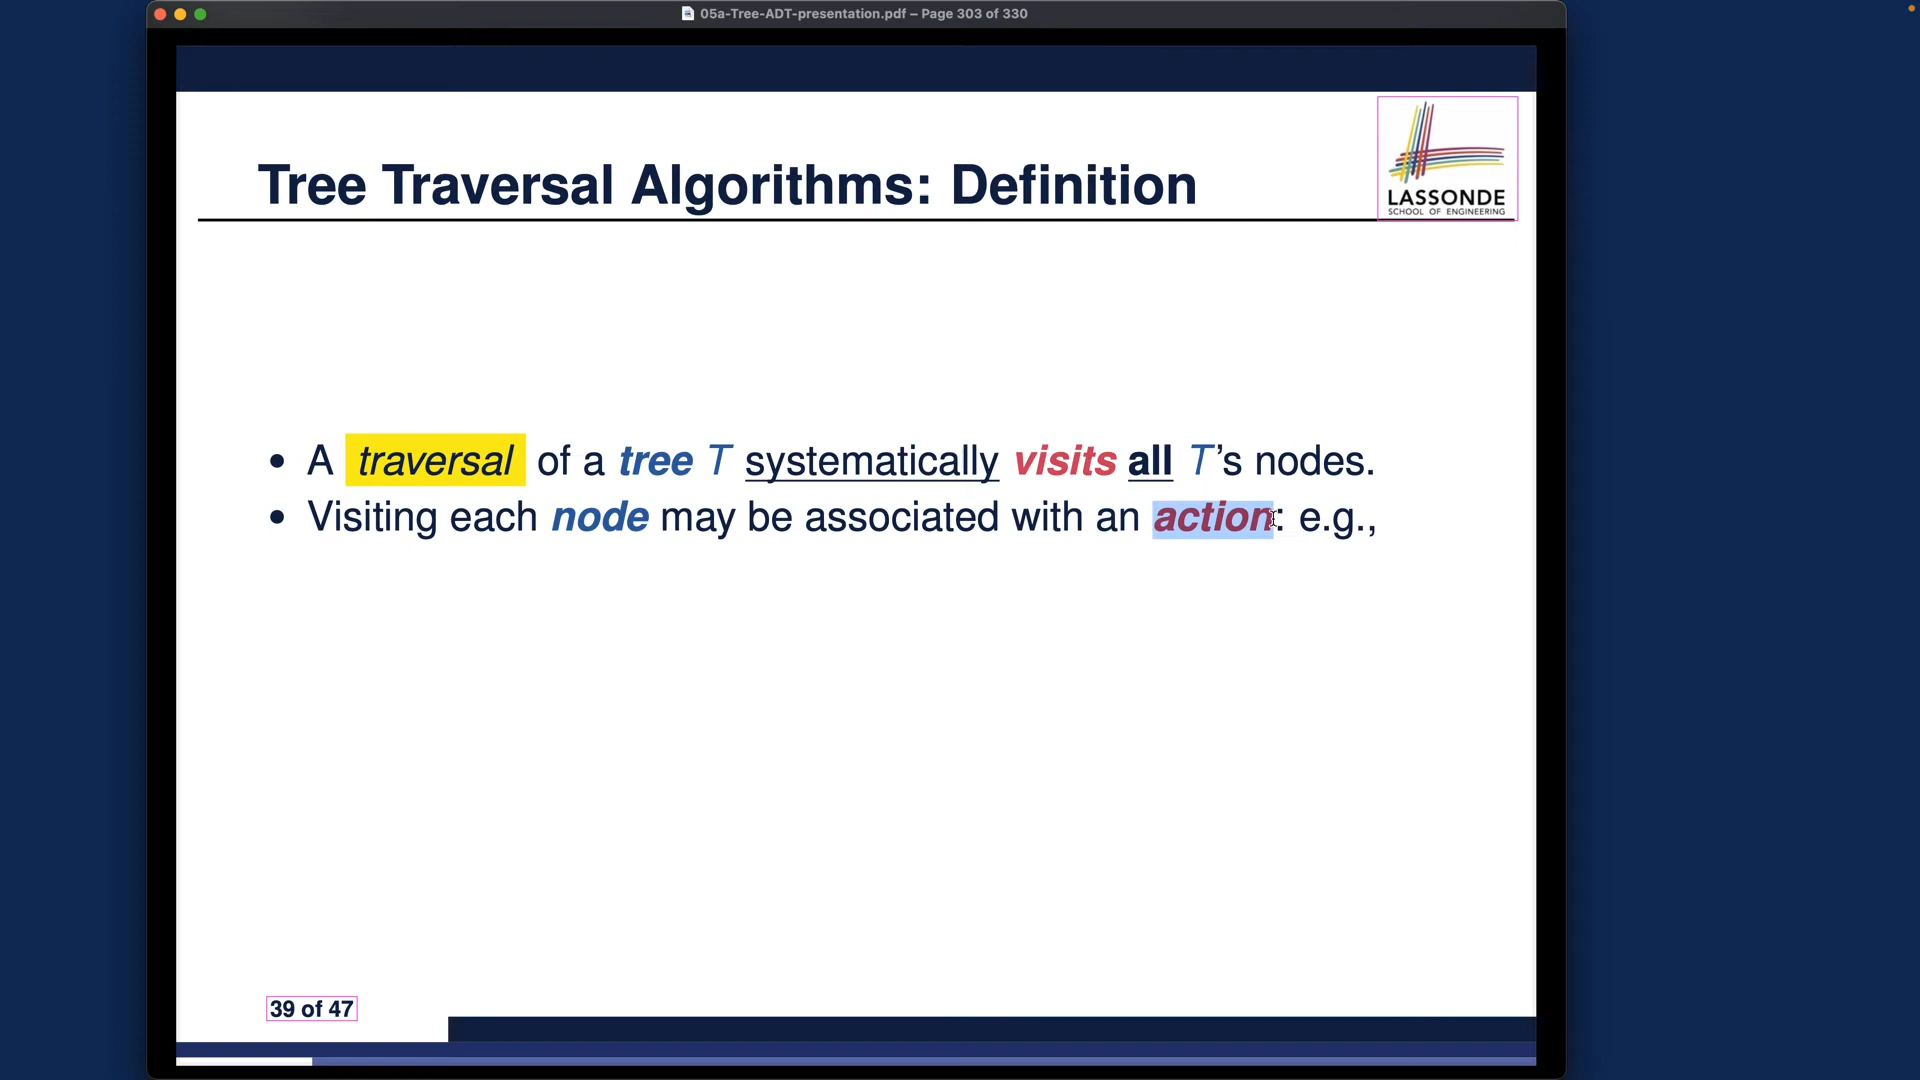 05a-Tree-ADT-presentation.pdf – Page 303 of 330
Tree Traversal Algorithms: Definition
LASSONDE
SCHOOL OF ENGINEERING
• A traversal of a tree T systematically visits all T’s nodes.
• Visiting each node may be associated with an action: e.g.,
39 of 47